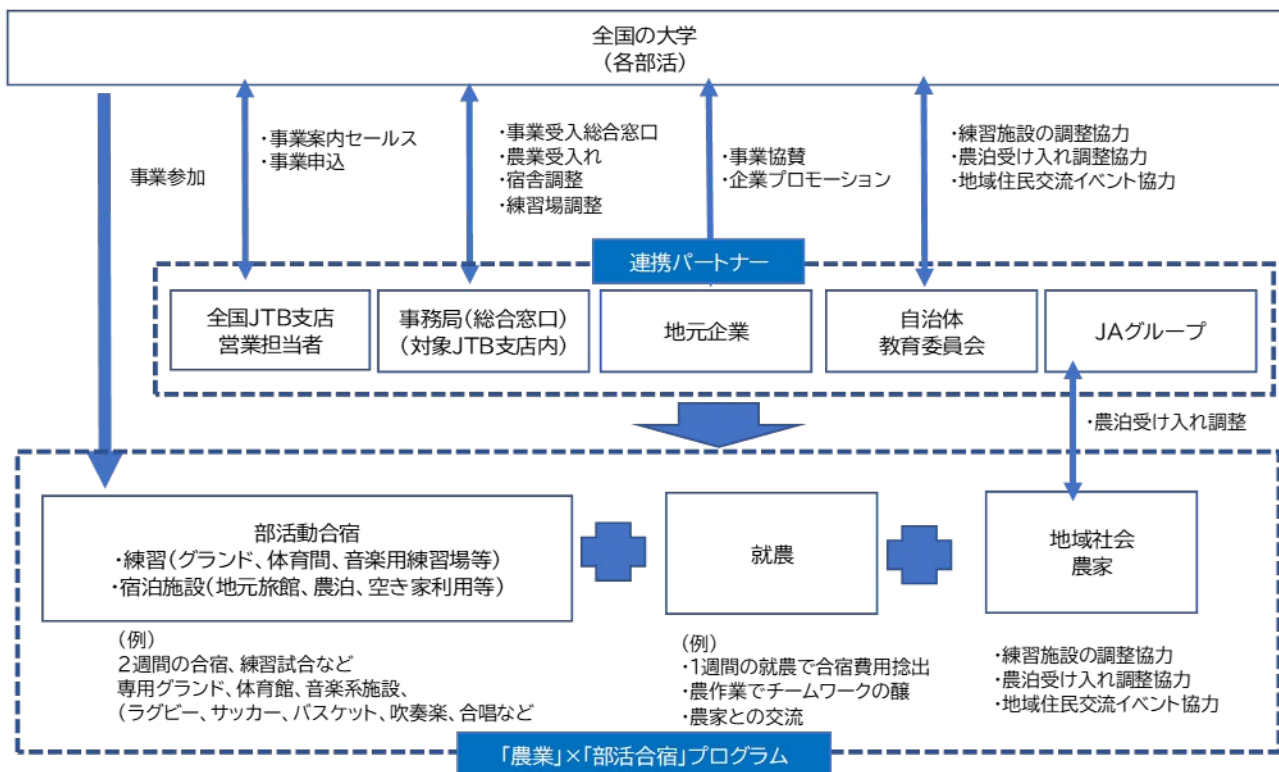 全国の大学
(各部活)
事業参加
・事業案内セールス
・事業申込
・事業受入総合窓口
・農業受入れ
・宿舎調整
・練習場調整
・事業協賛
・企業プロモーション
・練習施設の調整協力
・農泊受け入れ調整協力
・地域住民交流イベント協力
連携パートナー
全国JTB支店
営業担当者
事務局(総合窓口)
(対象JTB支店内)
地元企業
自治体
教育委員会
JAグループ
・農泊受け入れ調整
部活動合宿
・練習(グランド、体育間、音楽用練習場等)
・宿泊施設(地元旅館、農泊、空き家利用等)
就農
地域社会
農家
(例)
2週間の合宿、練習試合など
専用グランド、体育館、音楽系施設、
(ラグビー、サッカー、バスケット、吹奏楽、合唱など
(例)
・1週間の就農で合宿費用捻出
・農作業でチームワークの醸
・農家との交流
・練習施設の調整協力
・農泊受け入れ調整協力
・地域住民交流イベント協力
「農業」×「部活合宿」プログラム